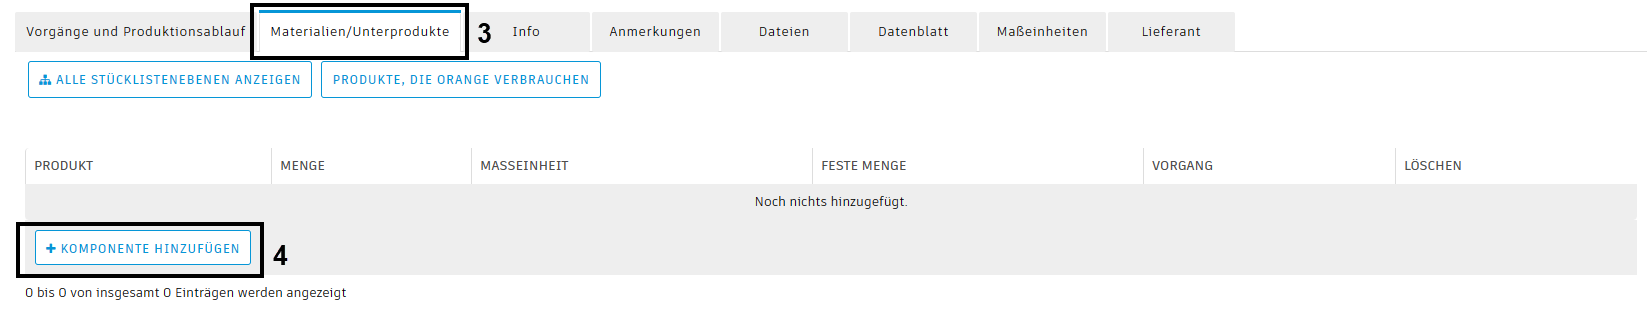 Vorgänge und Produktionsablauf Materialien/Unterprodukte 3 Info Anmerkungen Dateien Datenblatt Maßeinheiten Lieferant
ALLE STÜCKLISTENEBENEN ANZEIGEN PRODUKTE, DIE ORANGE VERBRAUCHEN
PRODUKT MENGE MASSEINHEIT FESTE MENGE VORGANG LÖSCHEN
Noch nichts hinzugefügt.
+ KOMPONENTE HINZUFÜGEN 4
0 bis 0 von insgesamt 0 Einträgen werden angezeigt